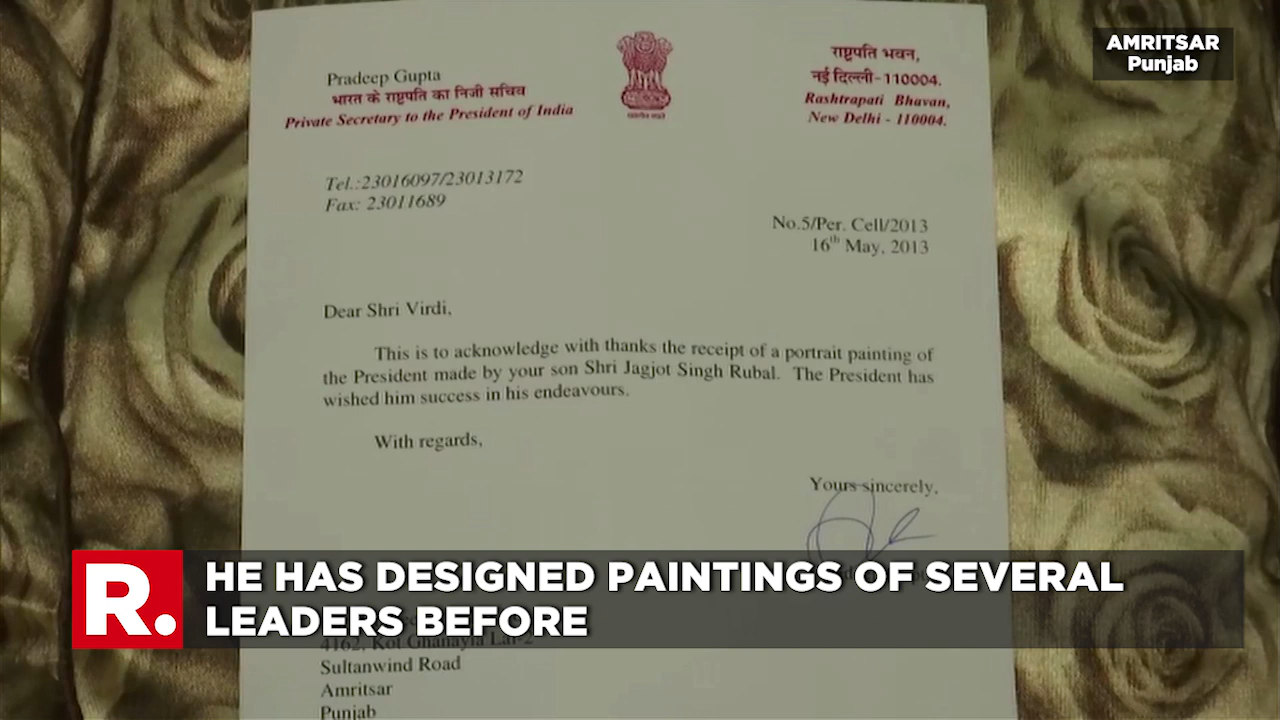 AMRITSAR
Punjab
Pradeep Gupta
भारत के राष्ट्रपति का निजी सचिव
Private Secretary to the President of India
राष्ट्रपति भवन,
नई दिल्ली-110004.
Rashtrapati Bhavan,
New Delhi - 110004.
Tel.:23016097/23013172
Fax: 23011689
No.5/Per. Cell/2013
16th May, 2013
Dear Shri Virdi,
This is to acknowledge with thanks the receipt of a portrait painting of
the President made by your son Shri Jagjot Singh Rubal. The President has
wished him success in his endeavours.
With regards,
Yours sincerely,
R.
HE HAS DESIGNED PAINTINGS OF SEVERAL
LEADERS BEFORE
4162, Kot
Sultanwind Road
Amritsar
Punjab